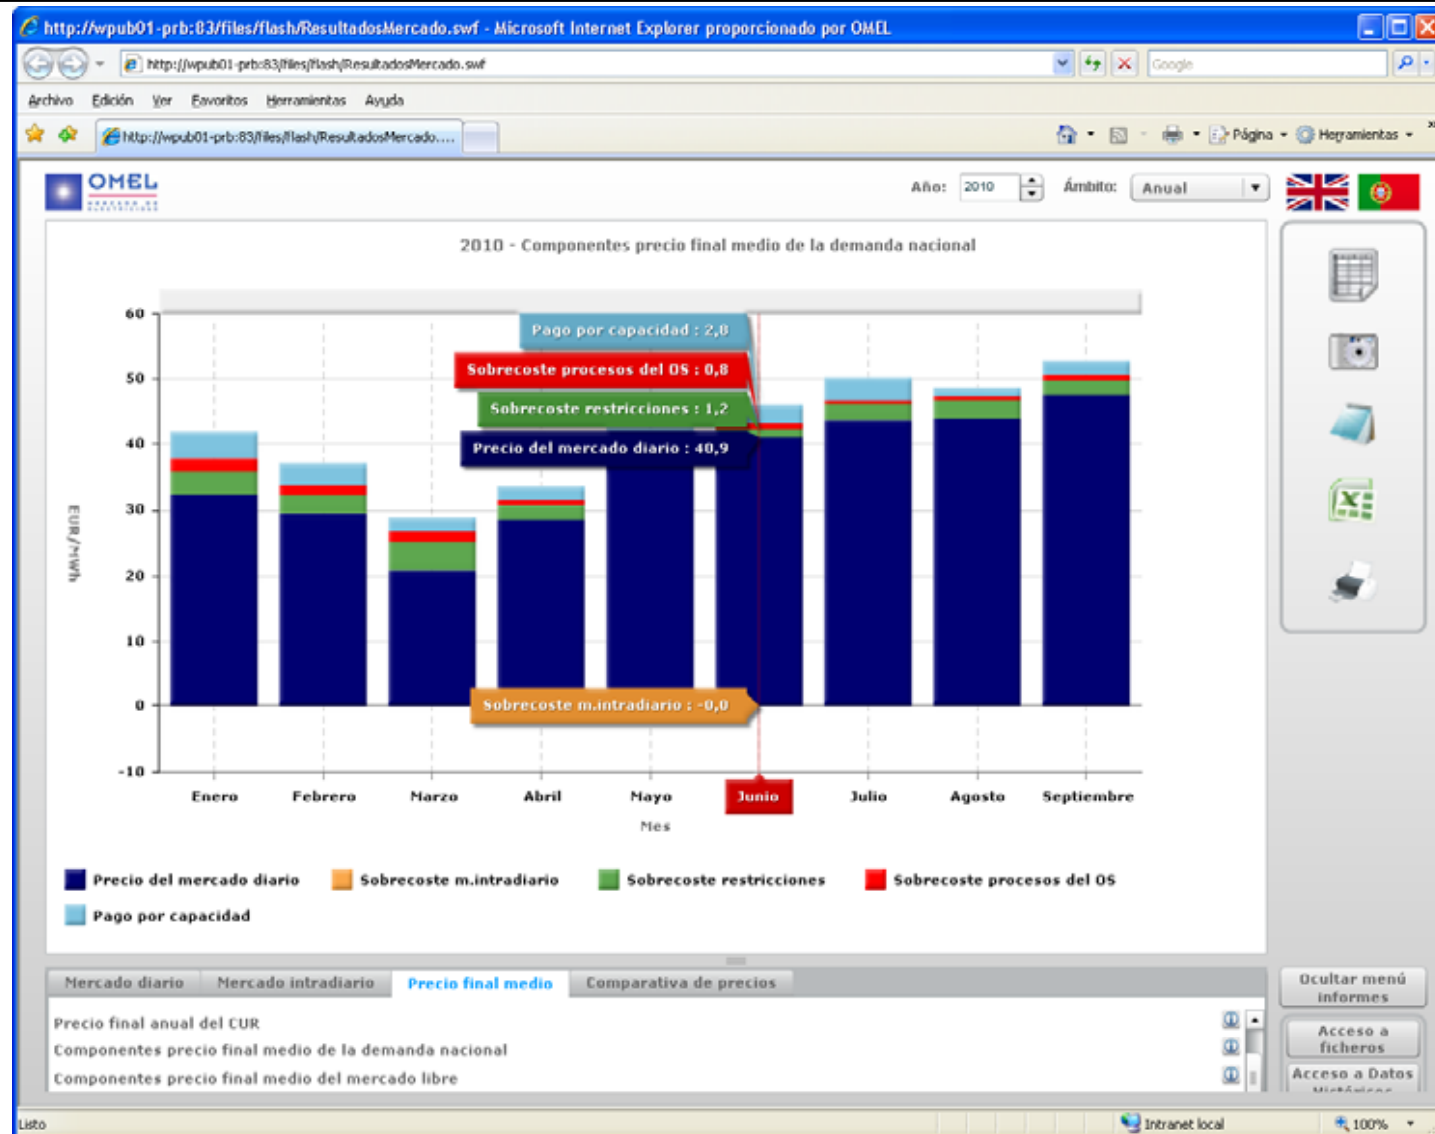 http://wpub01-prb:83/files/flash/ResultadosMercado.swf - Microsoft Internet Explorer proporcionado por OMEL
http://wpub01-prb:83/files/flash/ResultadosMercado.swf
Google
Archivo Edición Ver Favoritos Herramientas Ayuda
http://wpub01-prb:83/files/flash/ResultadosMercado....
Página
Herramientas
OMEL
MERCADO DE
ELECTRICIDAD
Año: 2010
Ámbito: Anual
2010 - Componentes precio final medio de la demanda nacional
60
50
40
30
20
10
0
-10
EUR/MWh
Pago por capacidad : 2,8
Sobrecoste procesos del OS : 0,8
Sobrecoste restricciones : 1,2
Precio del mercado diario : 40,9
Sobrecoste m.intradiario : -0,0
Enero Febrero Marzo Abril Mayo Junio Julio Agosto Septiembre
Mes
Precio del mercado diario Sobrecoste m.intradiario Sobrecoste restricciones Sobrecoste procesos del OS
Pago por capacidad
Mercado diario Mercado intradiario Precio final medio Comparativa de precios
Precio final anual del CUR
Componentes precio final medio de la demanda nacional
Componentes precio final medio del mercado libre
Ocultar menú
informes
Acceso a
ficheros
Acceso a Datos
Históricos
Listo
Intranet local
100%